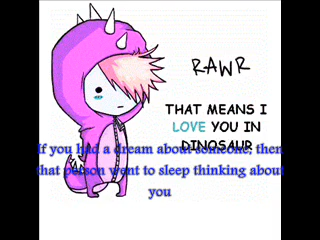 RAWR
THAT MEANS I
LOVE YOU IN
DINOSAUR
If you had a dream about someone, then
that person went to sleep thinking about
you